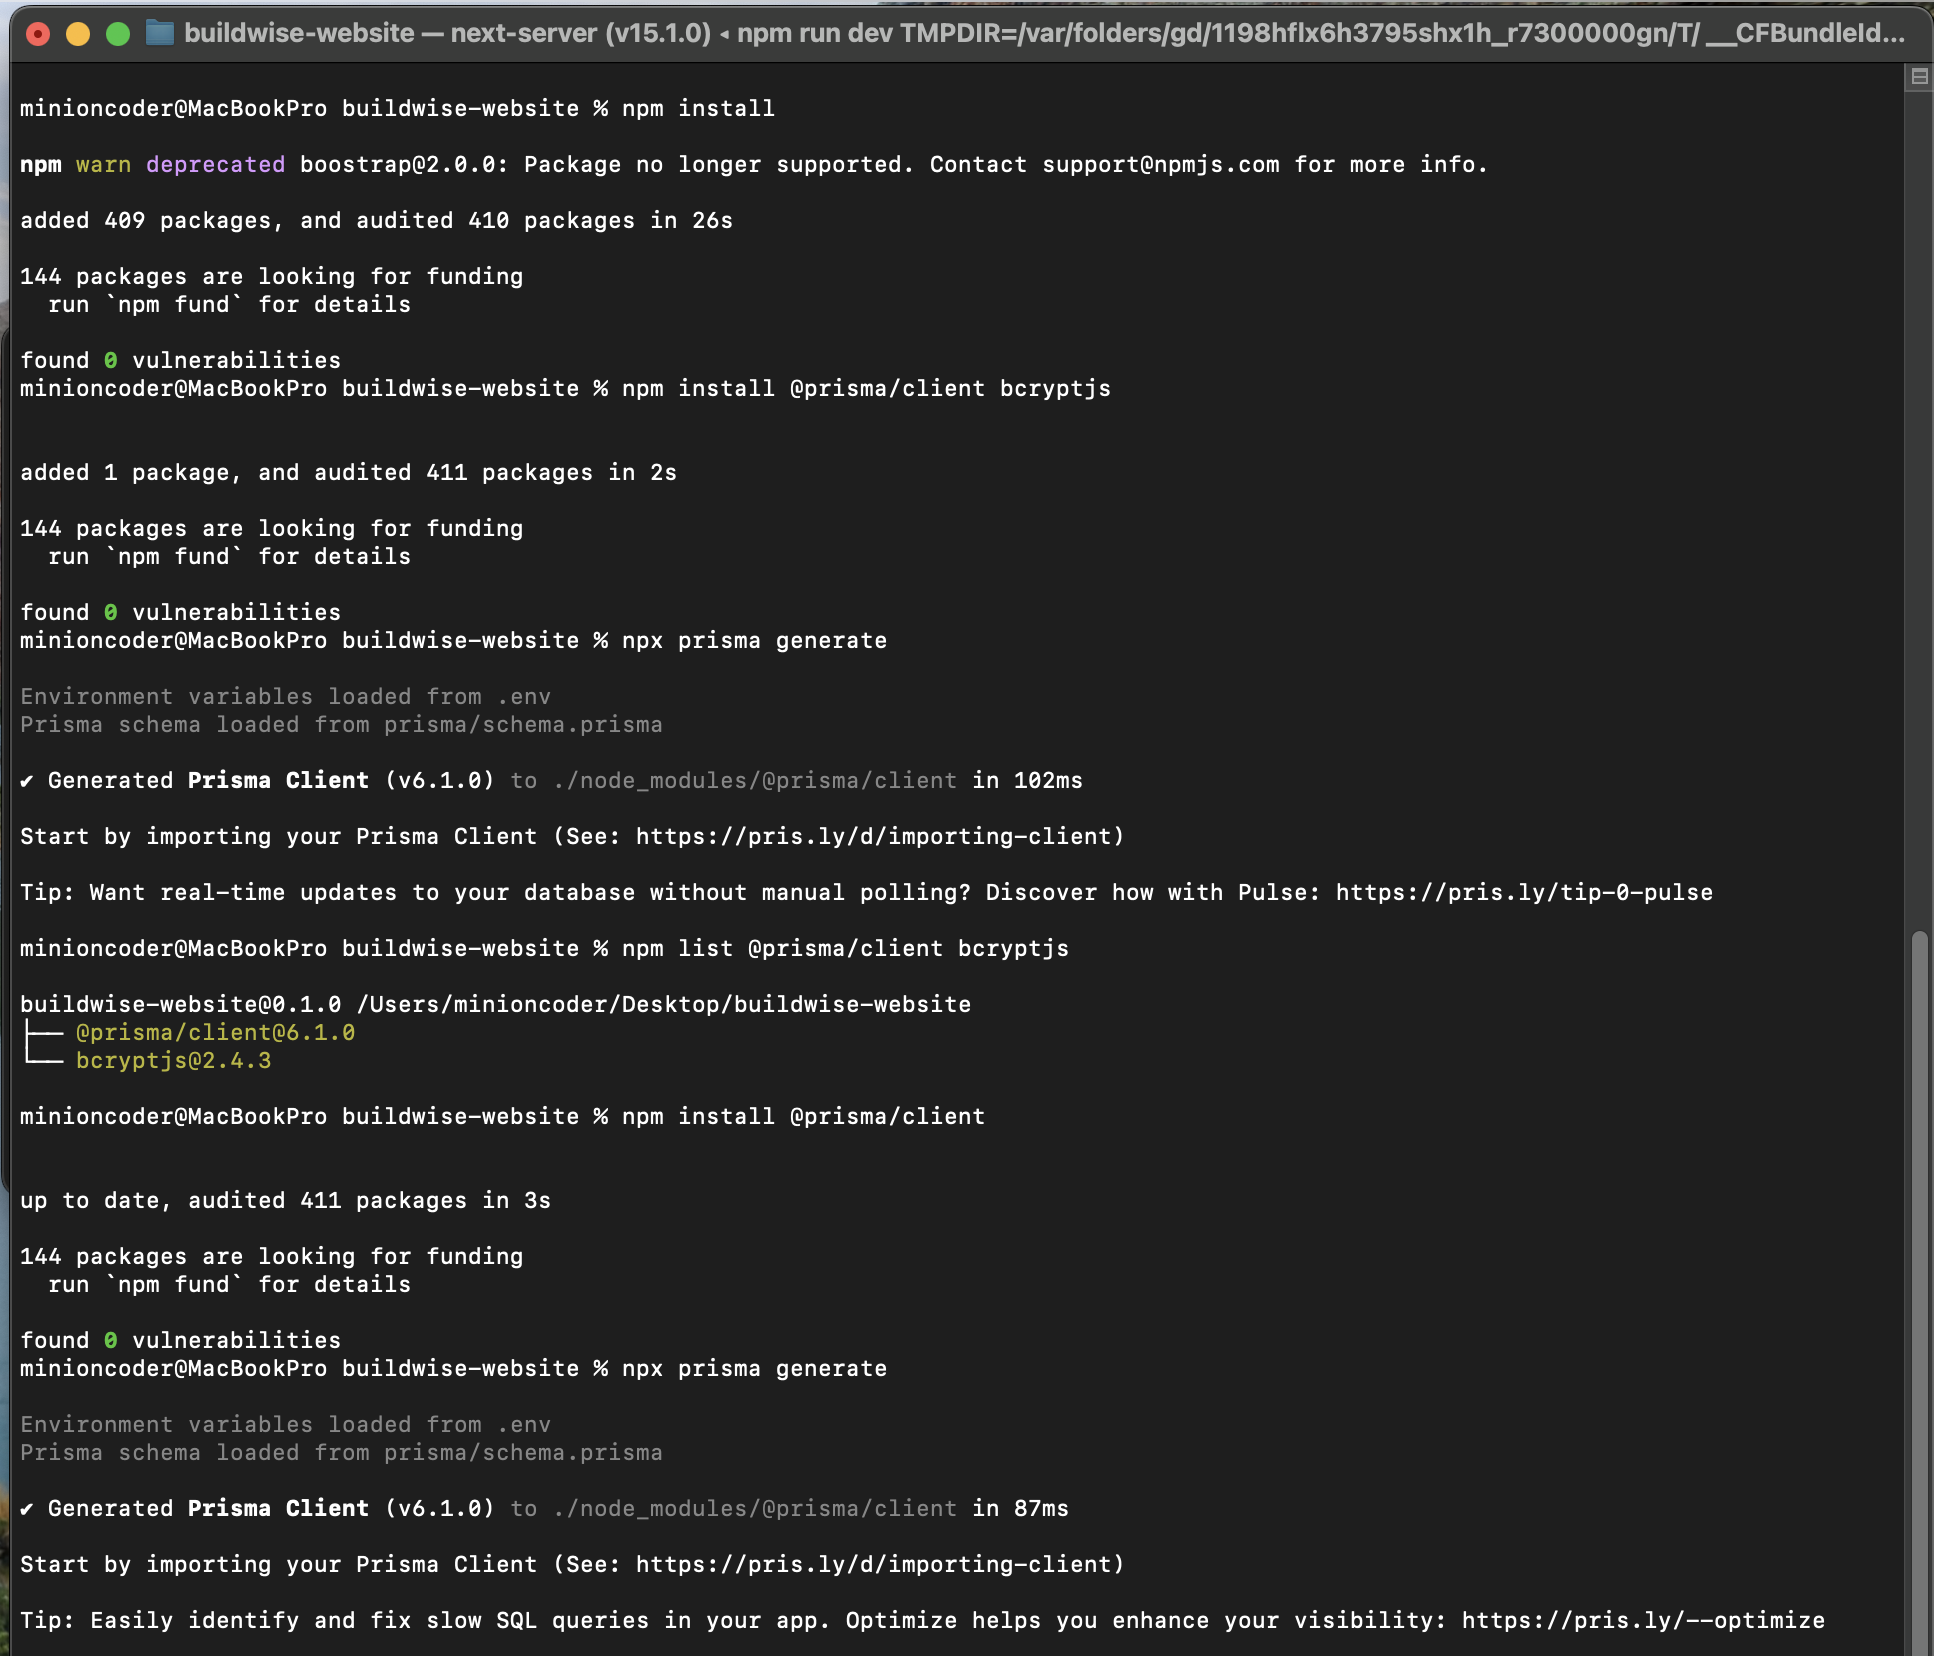 buildwise-website — next-server (v15.1.0) ◂ npm run dev TMPDIR=/var/folders/gd/1198hflx6h3795shx1h_r7300000gn/T/ __CFBundleId...
minioncoder@MacBookPro buildwise-website % npm install
npm warn deprecated boostrap@2.0.0: Package no longer supported. Contact support@npmjs.com for more info.
added 409 packages, and audited 410 packages in 26s
144 packages are looking for funding
  run `npm fund` for details
found 0 vulnerabilities
minioncoder@MacBookPro buildwise-website % npm install @prisma/client bcryptjs
added 1 package, and audited 411 packages in 2s
144 packages are looking for funding
  run `npm fund` for details
found 0 vulnerabilities
minioncoder@MacBookPro buildwise-website % npx prisma generate
Environment variables loaded from .env
Prisma schema loaded from prisma/schema.prisma
✔ Generated Prisma Client (v6.1.0) to ./node_modules/@prisma/client in 102ms
Start by importing your Prisma Client (See: https://pris.ly/d/importing-client)
Tip: Want real-time updates to your database without manual polling? Discover how with Pulse: https://pris.ly/tip-0-pulse
minioncoder@MacBookPro buildwise-website % npm list @prisma/client bcryptjs
buildwise-website@0.1.0 /Users/minioncoder/Desktop/buildwise-website
├── @prisma/client@6.1.0
└── bcryptjs@2.4.3
minioncoder@MacBookPro buildwise-website % npm install @prisma/client
up to date, audited 411 packages in 3s
144 packages are looking for funding
  run `npm fund` for details
found 0 vulnerabilities
minioncoder@MacBookPro buildwise-website % npx prisma generate
Environment variables loaded from .env
Prisma schema loaded from prisma/schema.prisma
✔ Generated Prisma Client (v6.1.0) to ./node_modules/@prisma/client in 87ms
Start by importing your Prisma Client (See: https://pris.ly/d/importing-client)
Tip: Easily identify and fix slow SQL queries in your app. Optimize helps you enhance your visibility: https://pris.ly/--optimize